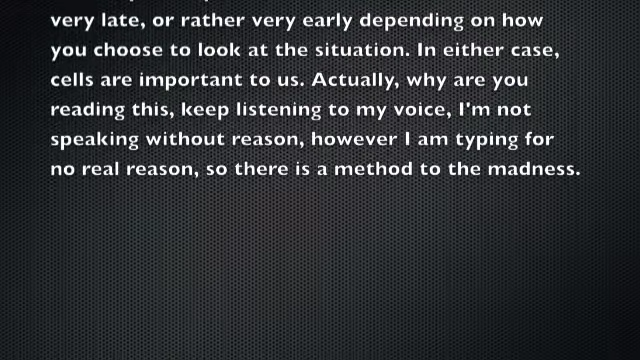 very late, or rather very early depending on how
you choose to look at the situation. In either case,
cells are important to us. Actually, why are you
reading this, keep listening to my voice, I'm not
speaking without reason, however I am typing for
no real reason, so there is a method to the madness.